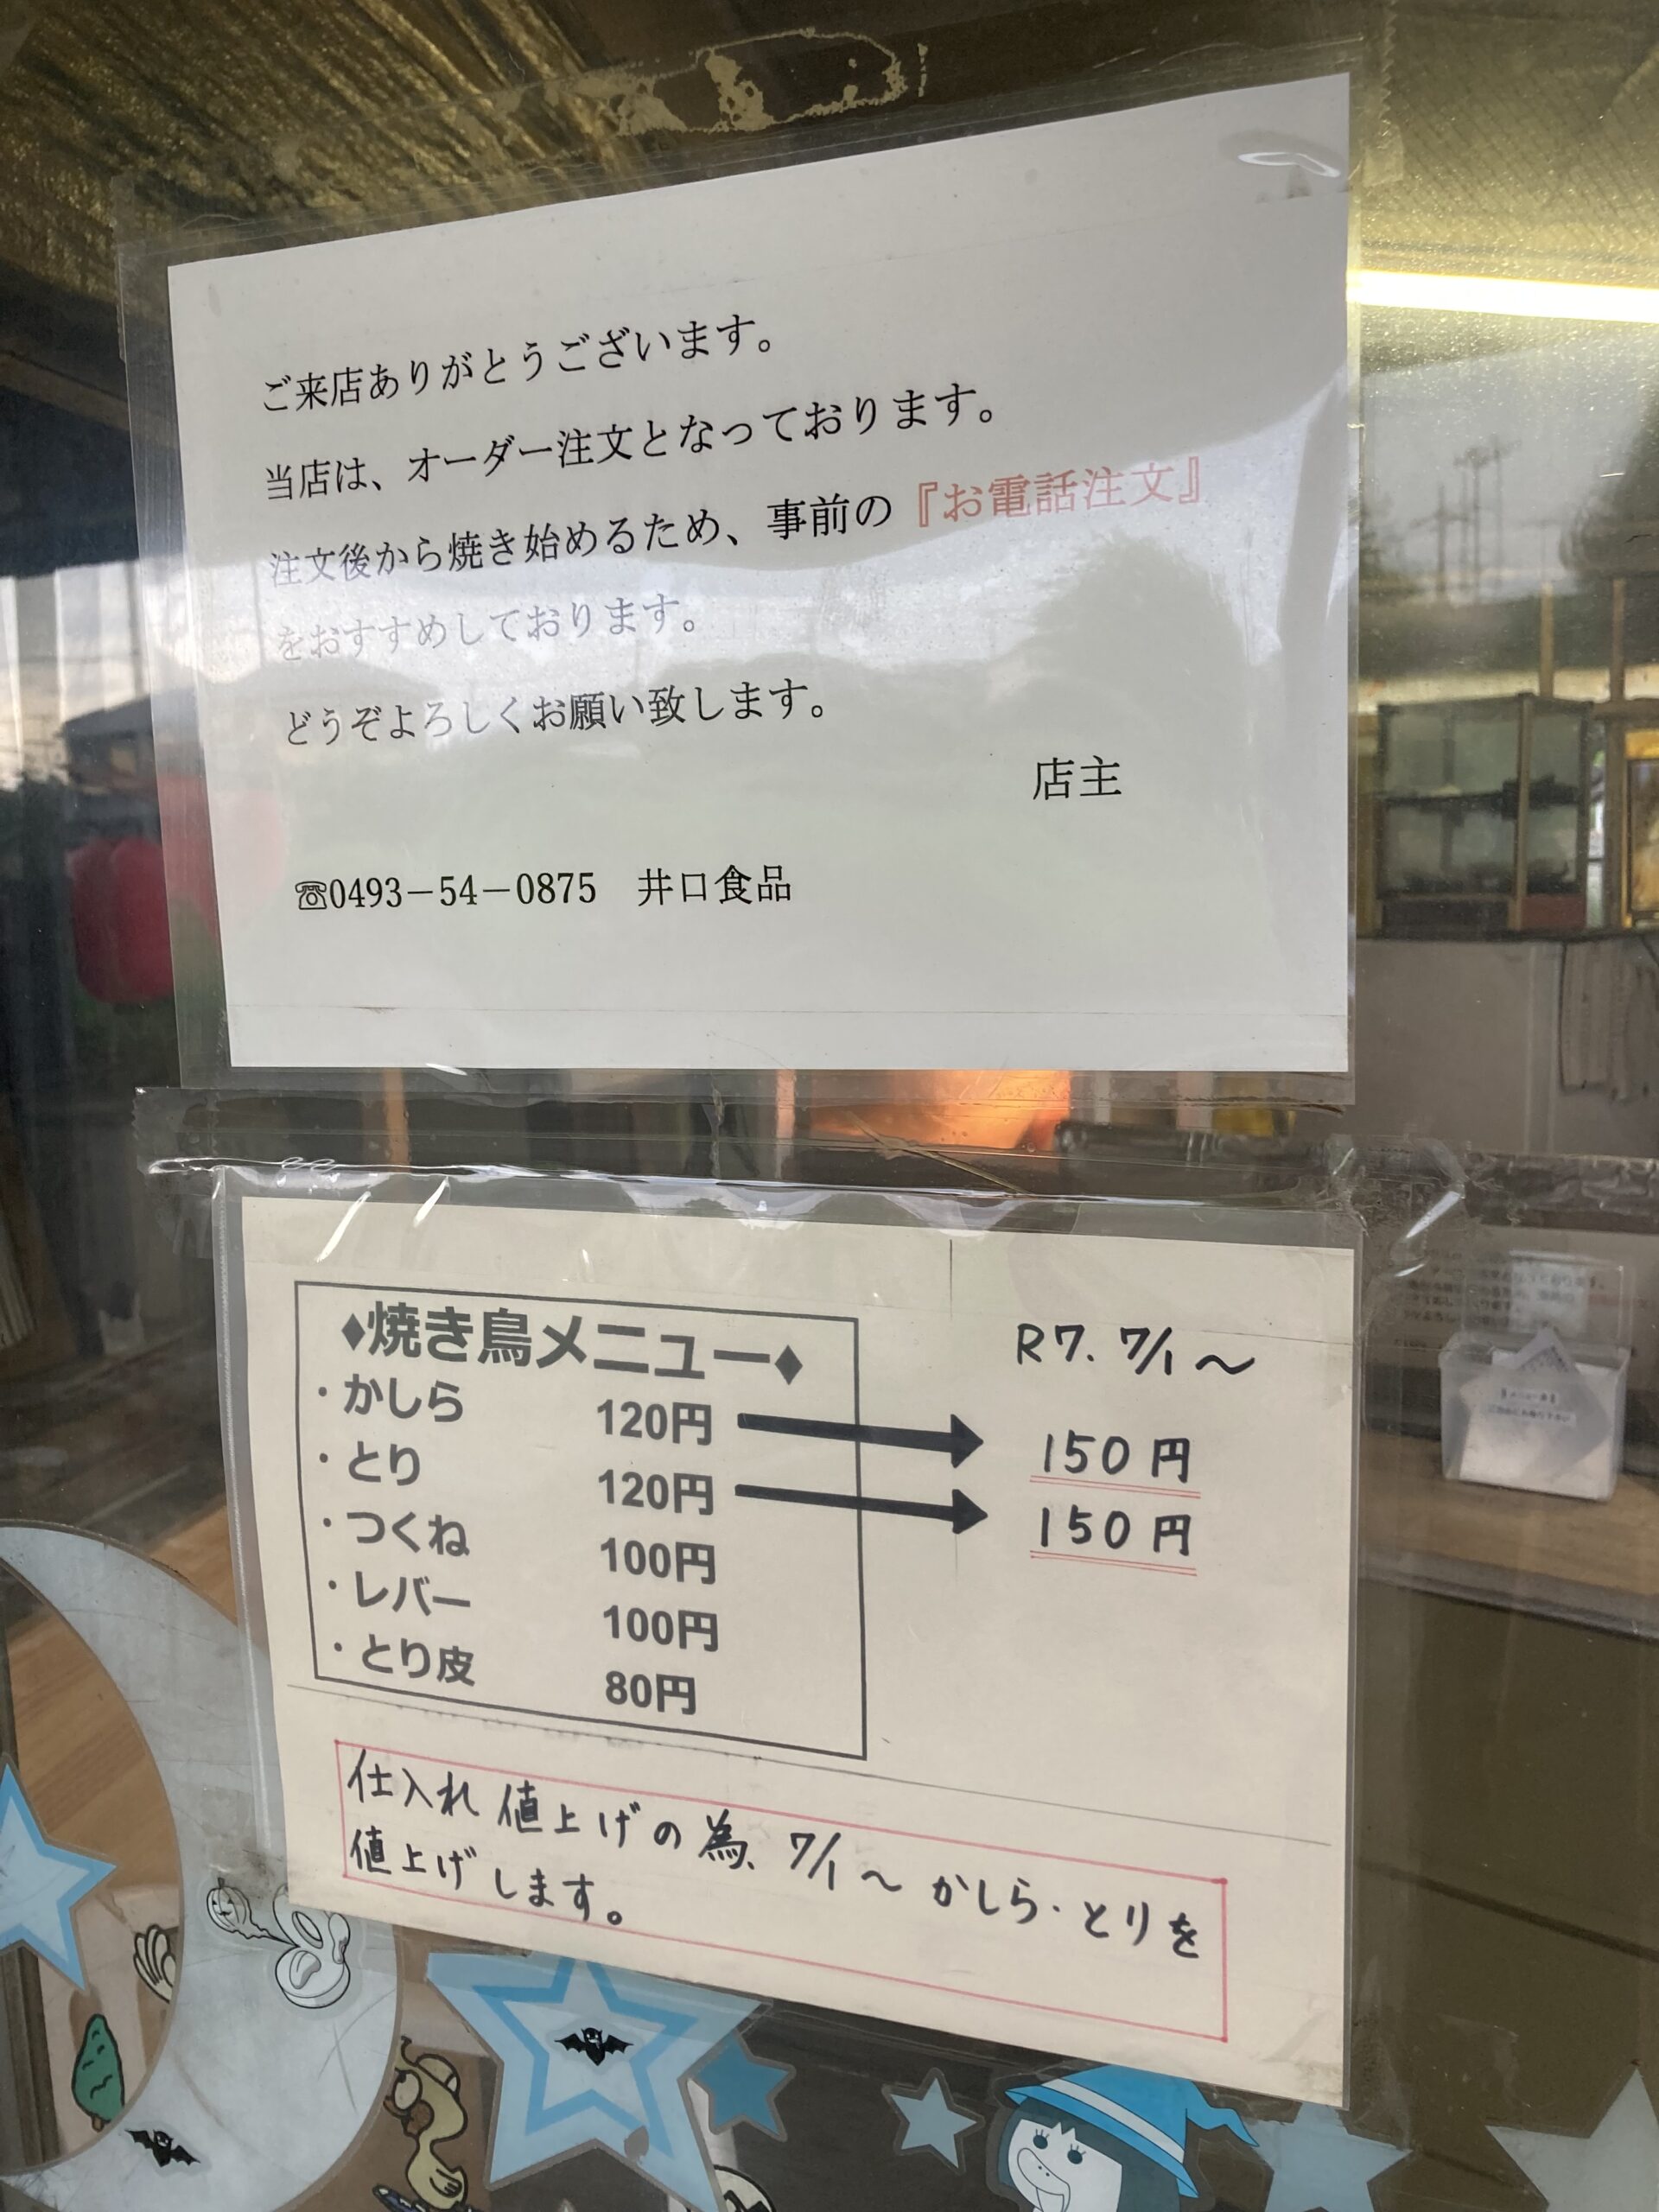 ご来店ありがとうございます。
当店は、オーダー注文となっております。
注文後から焼き始めるため、事前の『お電話注文』
をおすすめしております。
どうぞよろしくお願い致します。
店主
☎0493－54－0875　井口食品
♦焼き鳥メニュー♦
・かしら 120円
・とり 120円
・つくね 100円
・レバー 100円
・とり皮 80円
R7. 7/1～
150円
150円
仕入れ値上げの為、7/1～かしら・とりを
値上げします。